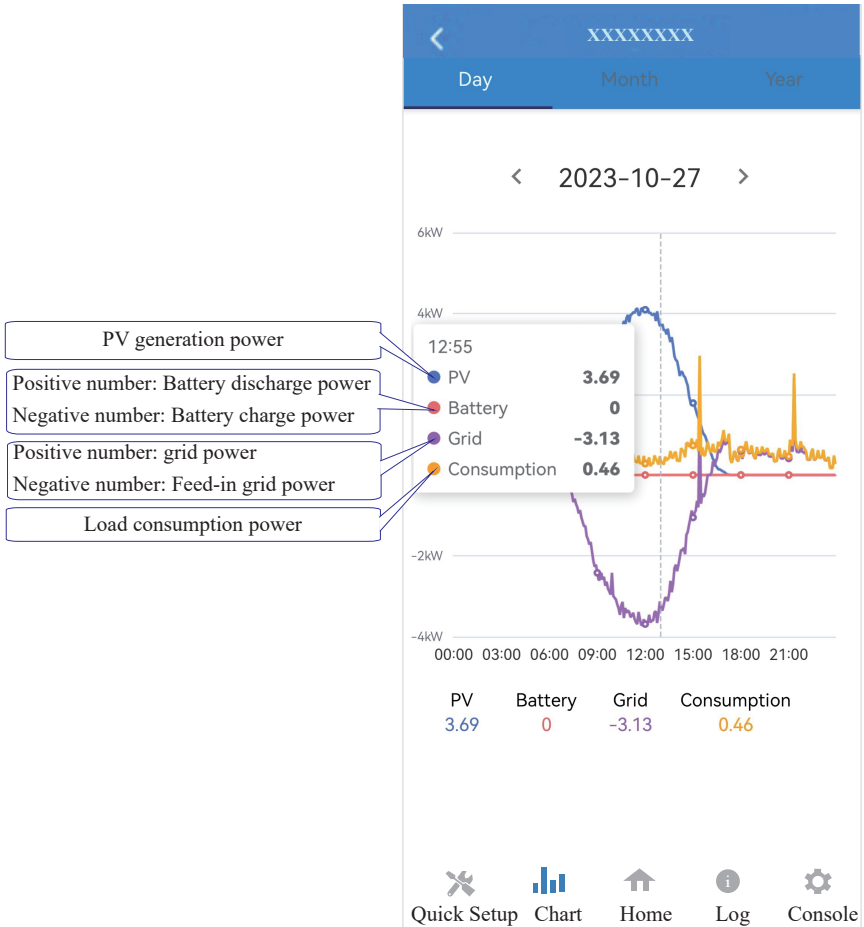 XXXXXXXX
Day Month Year
2023-10-27
6kW
4kW
PV generation power
12:55
PV 3.69
Positive number: Battery discharge power
Negative number: Battery charge power
Battery 0
Positive number: grid power
Negative number: Feed-in grid power
Grid -3.13
Consumption 0.46
Load consumption power
-2kW
-4kW
00:00 03:00 06:00 09:00 12:00 15:00 18:00 21:00
PV Battery Grid Consumption
3.69 0 -3.13 0.46
i
Quick Setup Chart Home Log Console